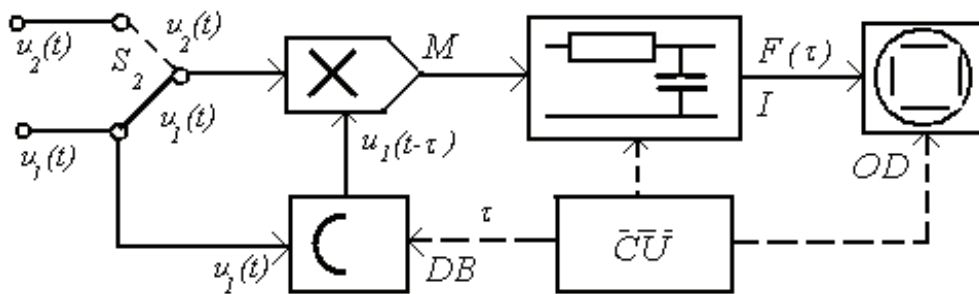 u₂(t)
u₂(t)
S₂
u₁(t)
u₁(t)
M
F(τ)
I
u₁(t-τ)
OD
τ
CU
u₁(t)
DB